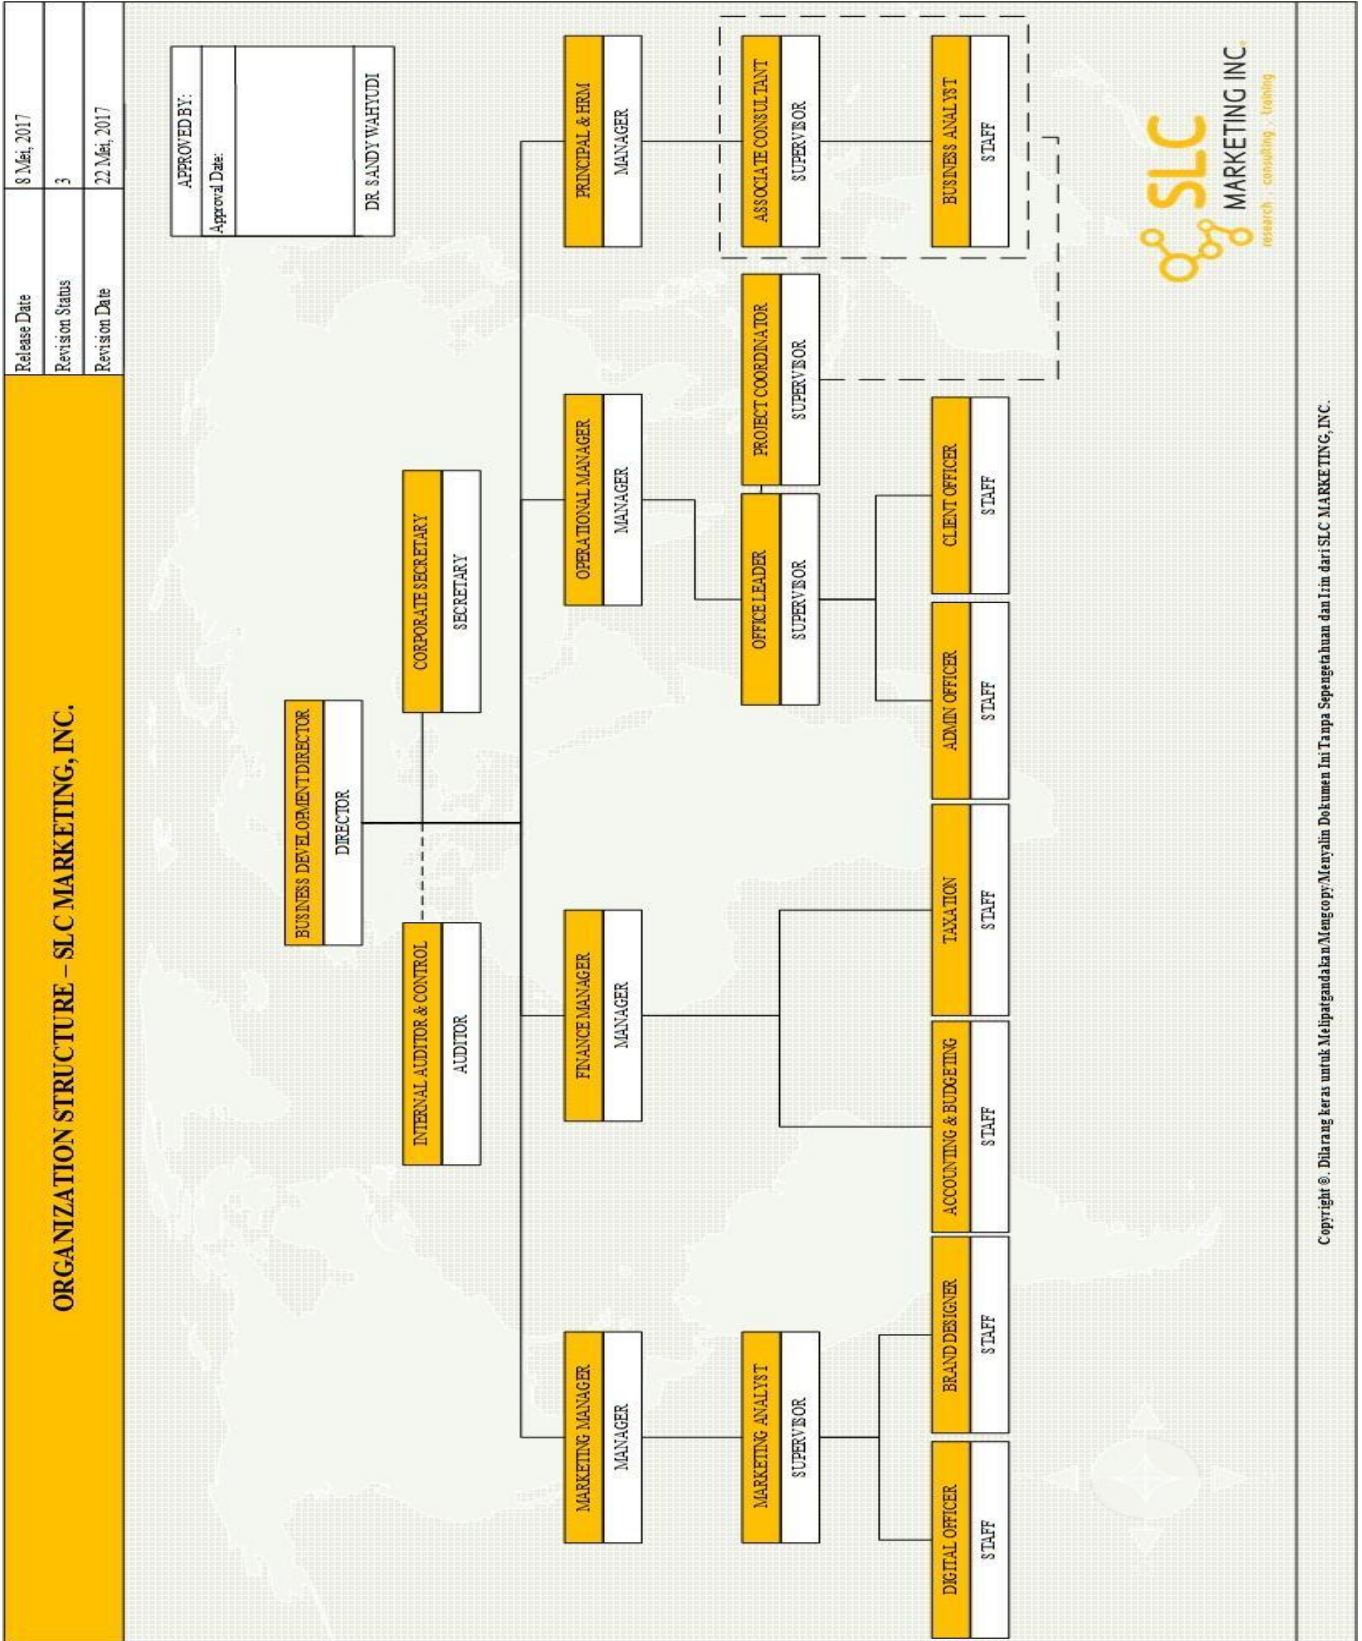 ORGANIZATION STRUCTURE – SLC MARKETING, INC.
Release Date
8 Mei, 2017
Revision Status
3
Revision Date
22 Mei, 2017
APPROVED BY:
Approval Date:
DR. SANDY WAHYUDI
BUSINESS DEVELOPMENT DIRECTOR
DIRECTOR
INTERNAL AUDITOR & CONTROL
AUDITOR
CORPORATE SECRETARY
SECRETARY
MARKETING MANAGER
MANAGER
FINANCE MANAGER
MANAGER
OPERATIONAL MANAGER
MANAGER
PRINCIPAL & HRM
MANAGER
MARKETING ANALYST
SUPERVISOR
OFFICE LEADER
SUPERVISOR
PROJECT COORDINATOR
SUPERVISOR
ASSOCIATE CONSULTANT
SUPERVISOR
DIGITAL OFFICER
STAFF
BRAND DESIGNER
STAFF
ACCOUNTING & BUDGETING
STAFF
TAXATION
STAFF
ADMIN OFFICER
STAFF
CLIENT OFFICER
STAFF
BUSINESS ANALYST
STAFF
SLC
MARKETING INC.
research . consulting . training
Copyright ©. Dilarang keras untuk Melipatgandakan/Mengcopy/Menyalin Dokumen Ini Tanpa Sepengetahuan dan Izin dari SLC MARKETING, INC.